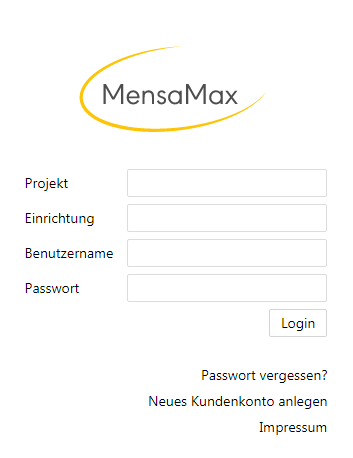 MensaMax
Projekt
Einrichtung
Benutzername
Passwort
Login
Passwort vergessen?
Neues Kundenkonto anlegen
Impressum